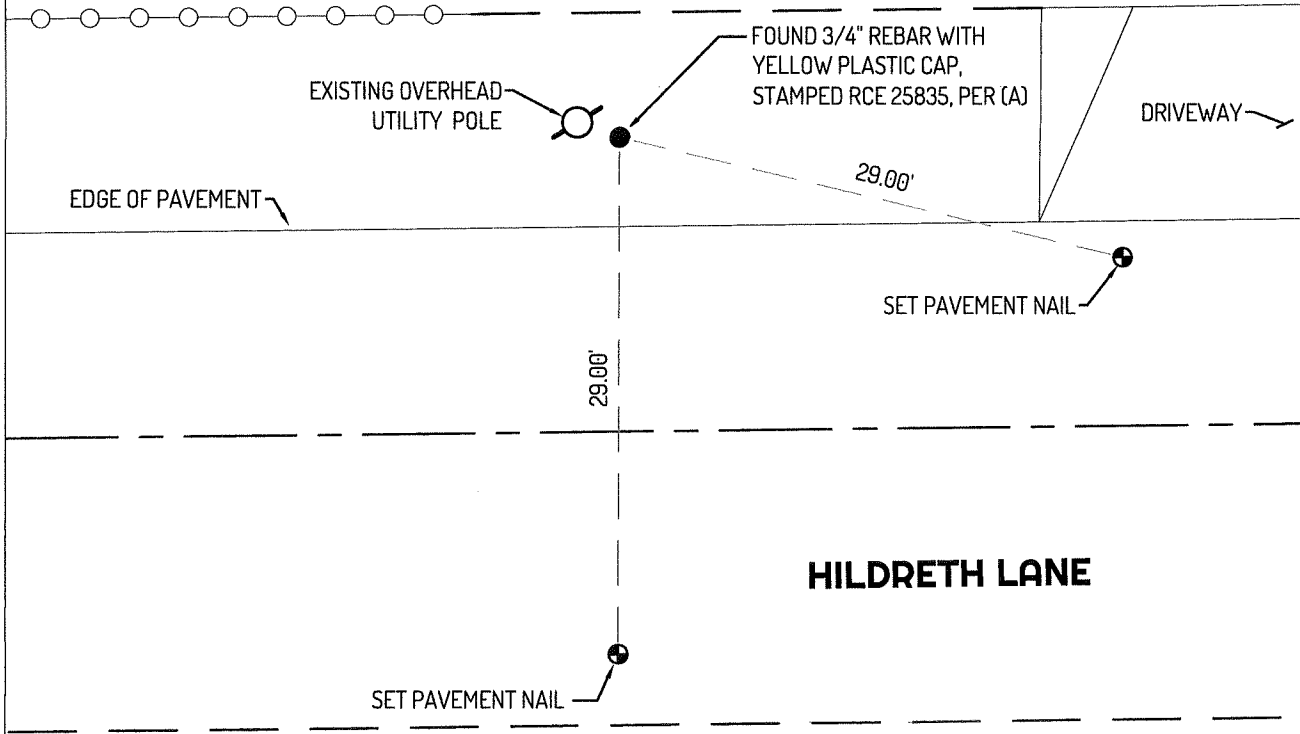 FOUND 3/4" REBAR WITH
YELLOW PLASTIC CAP,
STAMPED RCE 25835, PER (A)
EXISTING OVERHEAD
UTILITY POLE
DRIVEWAY
29.00'
EDGE OF PAVEMENT
SET PAVEMENT NAIL
29.00'
HILDRETH LANE
SET PAVEMENT NAIL